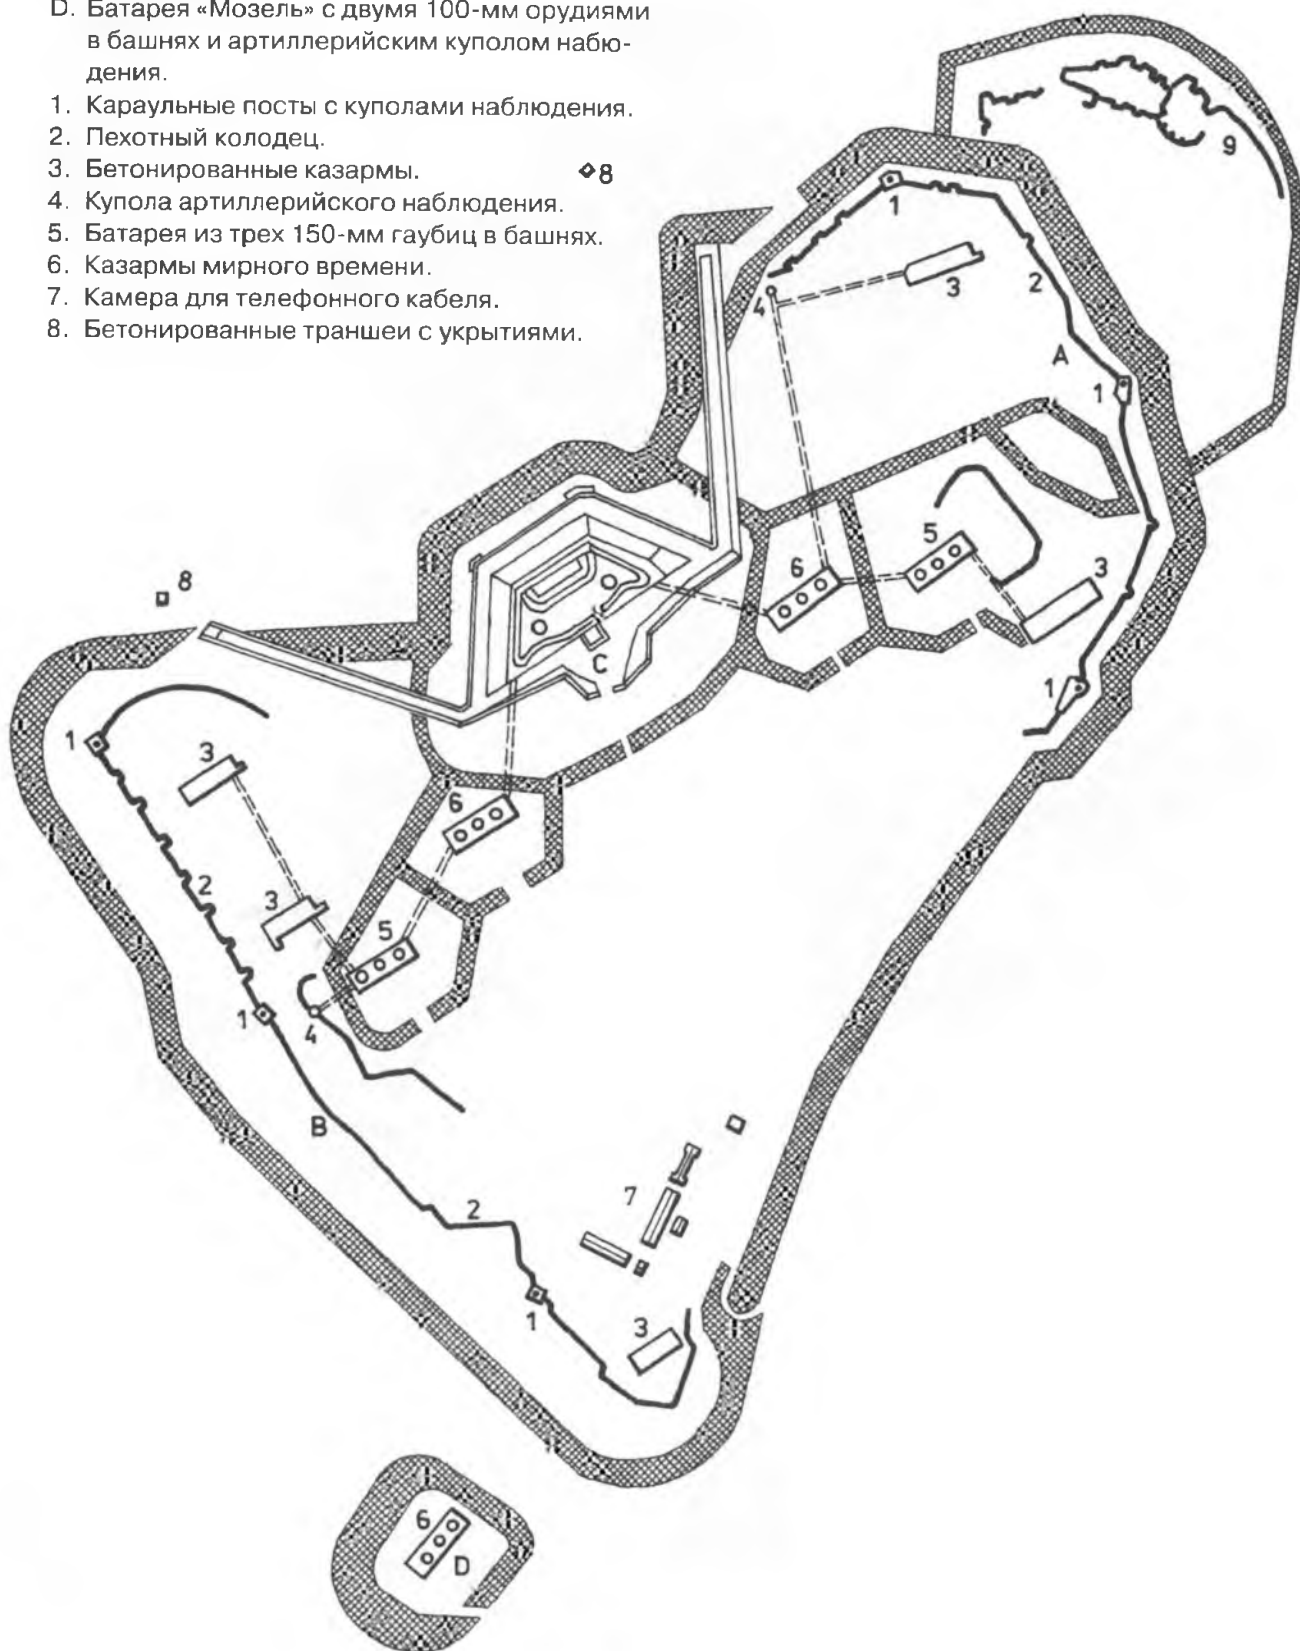 D. Батарея «Мозель» с двумя 100-мм орудиями
в башнях и артиллерийским куполом наблю-
дения.
1. Караульные посты с куполами наблюдения.
2. Пехотный колодец.
3. Бетонированные казармы.
8
4. Купола артиллерийского наблюдения.
5. Батарея из трех 150-мм гаубиц в башнях.
6. Казармы мирного времени.
7. Камера для телефонного кабеля.
8. Бетонированные траншеи с укрытиями.
9
1
3
2
4
A
1
5
6
3
8
C
1
1
3
6
2
3
5
1
4
B
2
7
1
3
6
D